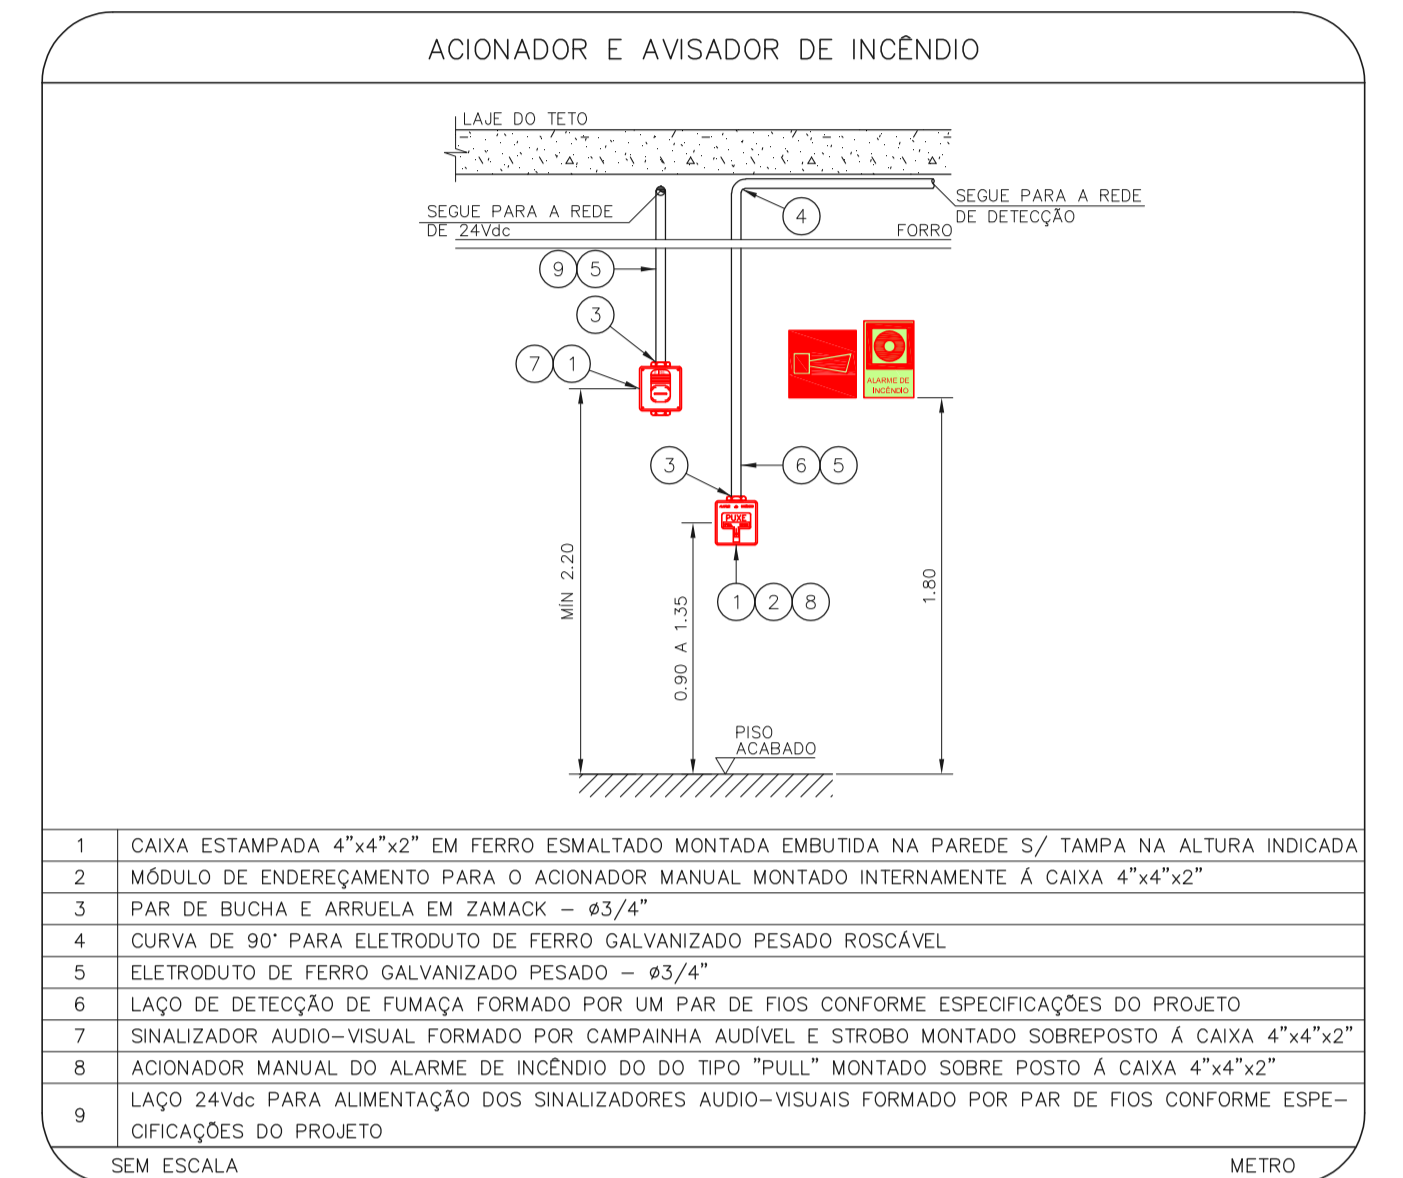 ACIONADOR E AVISADOR DE INCÊNDIO
LAJE DO TETO
SEGUE PARA A REDE
DE 24Vdc
SEGUE PARA A REDE
DE DETECÇÃO
4
FORRO
9 5
3
7 1
ALARME DE
INCÊNDIO
3
6 5
PUXE
1 2 8
MÍN 2.20
0.90 A 1.35
1.80
PISO
ACABADO
1 CAIXA ESTAMPADA 4"x4"x2" EM FERRO ESMALTADO MONTADA EMBUTIDA NA PAREDE S/ TAMPA NA ALTURA INDICADA
2 MÓDULO DE ENDEREÇAMENTO PARA O ACIONADOR MANUAL MONTADO INTERNAMENTE Á CAIXA 4"x4"x2"
3 PAR DE BUCHA E ARRUELA EM ZAMACK – ø3/4"
4 CURVA DE 90° PARA ELETRODUTO DE FERRO GALVANIZADO PESADO ROSCÁVEL
5 ELETRODUTO DE FERRO GALVANIZADO PESADO – ø3/4"
6 LAÇO DE DETECÇÃO DE FUMAÇA FORMADO POR UM PAR DE FIOS CONFORME ESPECIFICAÇÕES DO PROJETO
7 SINALIZADOR AUDIO–VISUAL FORMADO POR CAMPAINHA AUDÍVEL E STROBO MONTADO SOBREPOSTO Á CAIXA 4"x4"x2"
8 ACIONADOR MANUAL DO ALARME DE INCÊNDIO DO DO TIPO "PULL" MONTADO SOBRE POSTO Á CAIXA 4"x4"x2"
9 LAÇO 24Vdc PARA ALIMENTAÇÃO DOS SINALIZADORES AUDIO–VISUAIS FORMADO POR PAR DE FIOS CONFORME ESPE–
CIFICAÇÕES DO PROJETO
SEM ESCALA
METRO